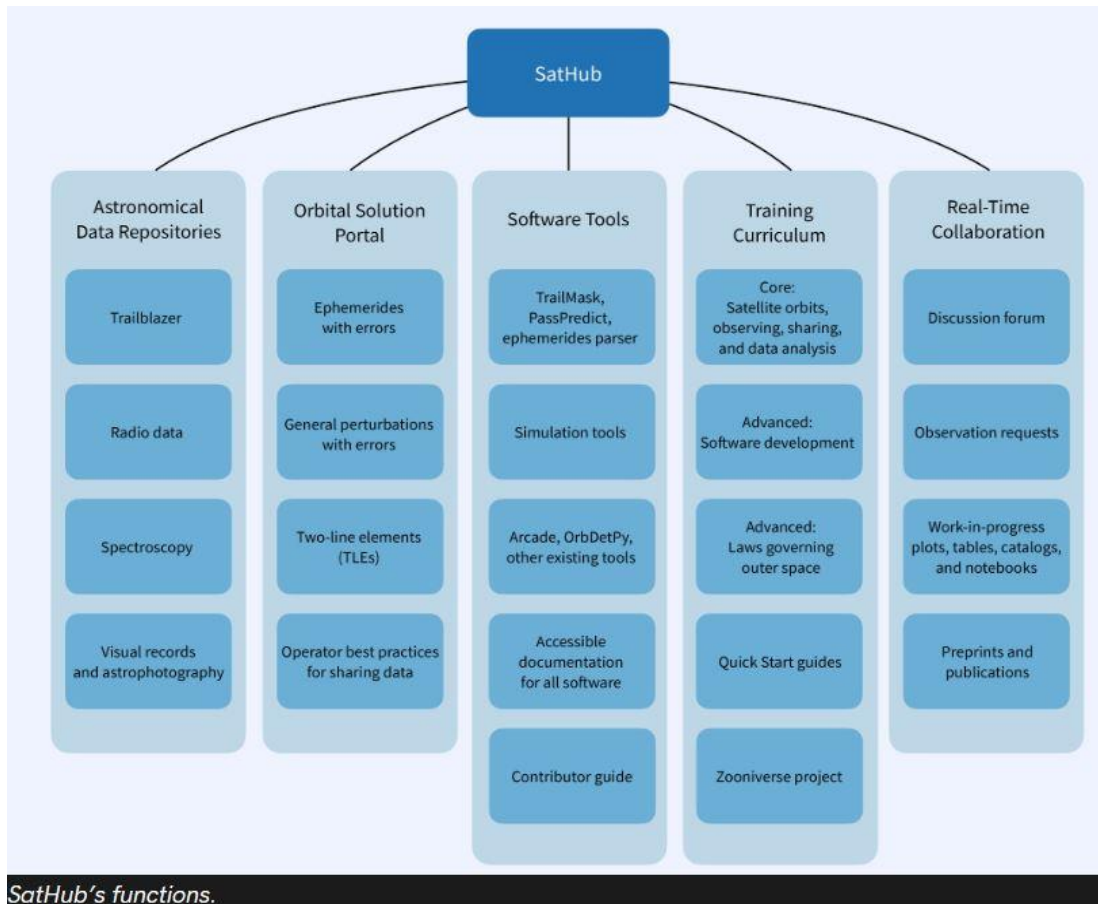 SatHub
Astronomical
Data Repositories
Trailblazer
Radio data
Spectroscopy
Visual records
and astrophotography
Orbital Solution
Portal
Ephemerides
with errors
General perturbations
with errors
Two-line elements
(TLEs)
Operator best practices
for sharing data
Software Tools
TrailMask,
PassPredict,
ephemerides parser
Simulation tools
Arcade, OrbDetPy,
other existing tools
Accessible
documentation
for all software
Contributor guide
Training
Curriculum
Core:
Satellite orbits,
observing, sharing,
and data analysis
Advanced:
Software development
Advanced:
Laws governing
outer space
Quick Start guides
Zooniverse project
Real-Time
Collaboration
Discussion forum
Observation requests
Work-in-progress
plots, tables, catalogs,
and notebooks
Preprints and
publications
SatHub's functions.